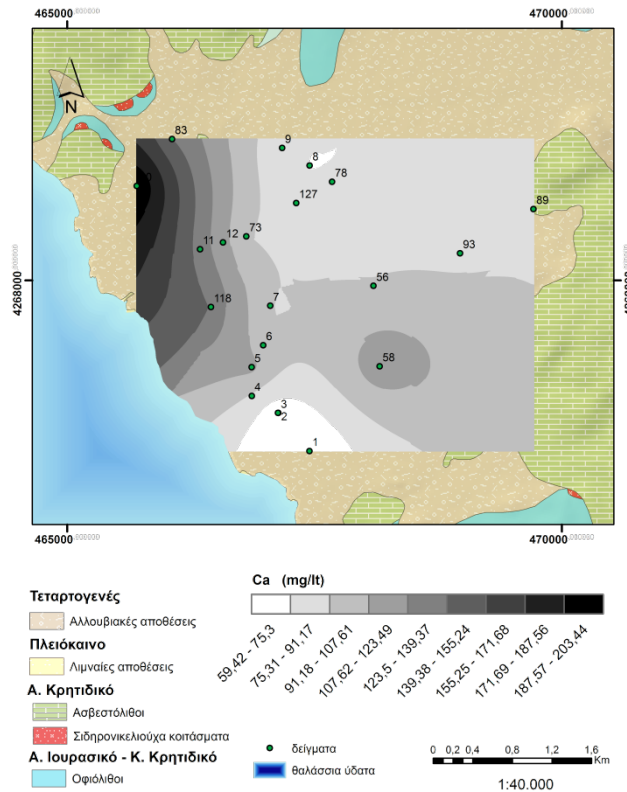 465000
470000
N
83
9
8
78
127
89
73
12
11
93
56
118
7
6
5
58
4
3
2
1
4268000
4268000
465000
470000
Τεταρτογενές
Αλλουβιακές αποθέσεις
Πλειόκαινο
Λιμναίες αποθέσεις
Α. Κρητιδικό
Ασβεστόλιθοι
Σιδηρονικελιούχα κοιτάσματα
Α. Ιουρασικό - Κ. Κρητιδικό
Οφιόλιθοι
Ca (mg/lt)
59,42 - 75,3
75,31 - 91,17
91,18 - 107,61
107,62 - 123,49
123,5 - 139,37
139,38 - 155,24
155,25 - 171,68
171,69 - 187,56
187,57 - 203,44
δείγματα
θαλάσσια ύδατα
0 0,2 0,4 0,8 1,2 1,6
Km
1:40.000